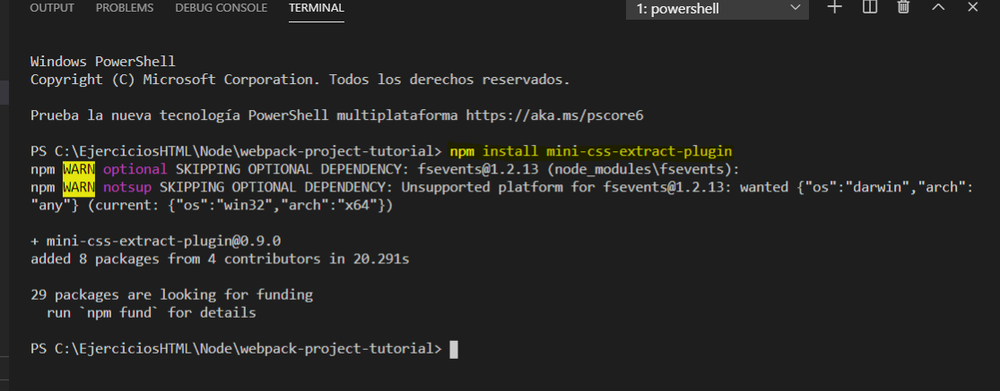 OUTPUT PROBLEMS DEBUG CONSOLE TERMINAL 1: powershell
Windows PowerShell
Copyright (C) Microsoft Corporation. Todos los derechos reservados.
Prueba la nueva tecnología PowerShell multiplataforma https://aka.ms/pscore6
PS C:\EjerciciosHTML\Node\webpack-project-tutorial> npm install mini-css-extract-plugin
npm WARN optional SKIPPING OPTIONAL DEPENDENCY: fsevents@1.2.13 (node_modules\fsevents):
npm WARN notsup SKIPPING OPTIONAL DEPENDENCY: Unsupported platform for fsevents@1.2.13: wanted {"os":"darwin","arch":
"any"} (current: {"os":"win32","arch":"x64"})
+ mini-css-extract-plugin@0.9.0
added 8 packages from 4 contributors in 20.291s
29 packages are looking for funding
  run `npm fund` for details
PS C:\EjerciciosHTML\Node\webpack-project-tutorial>